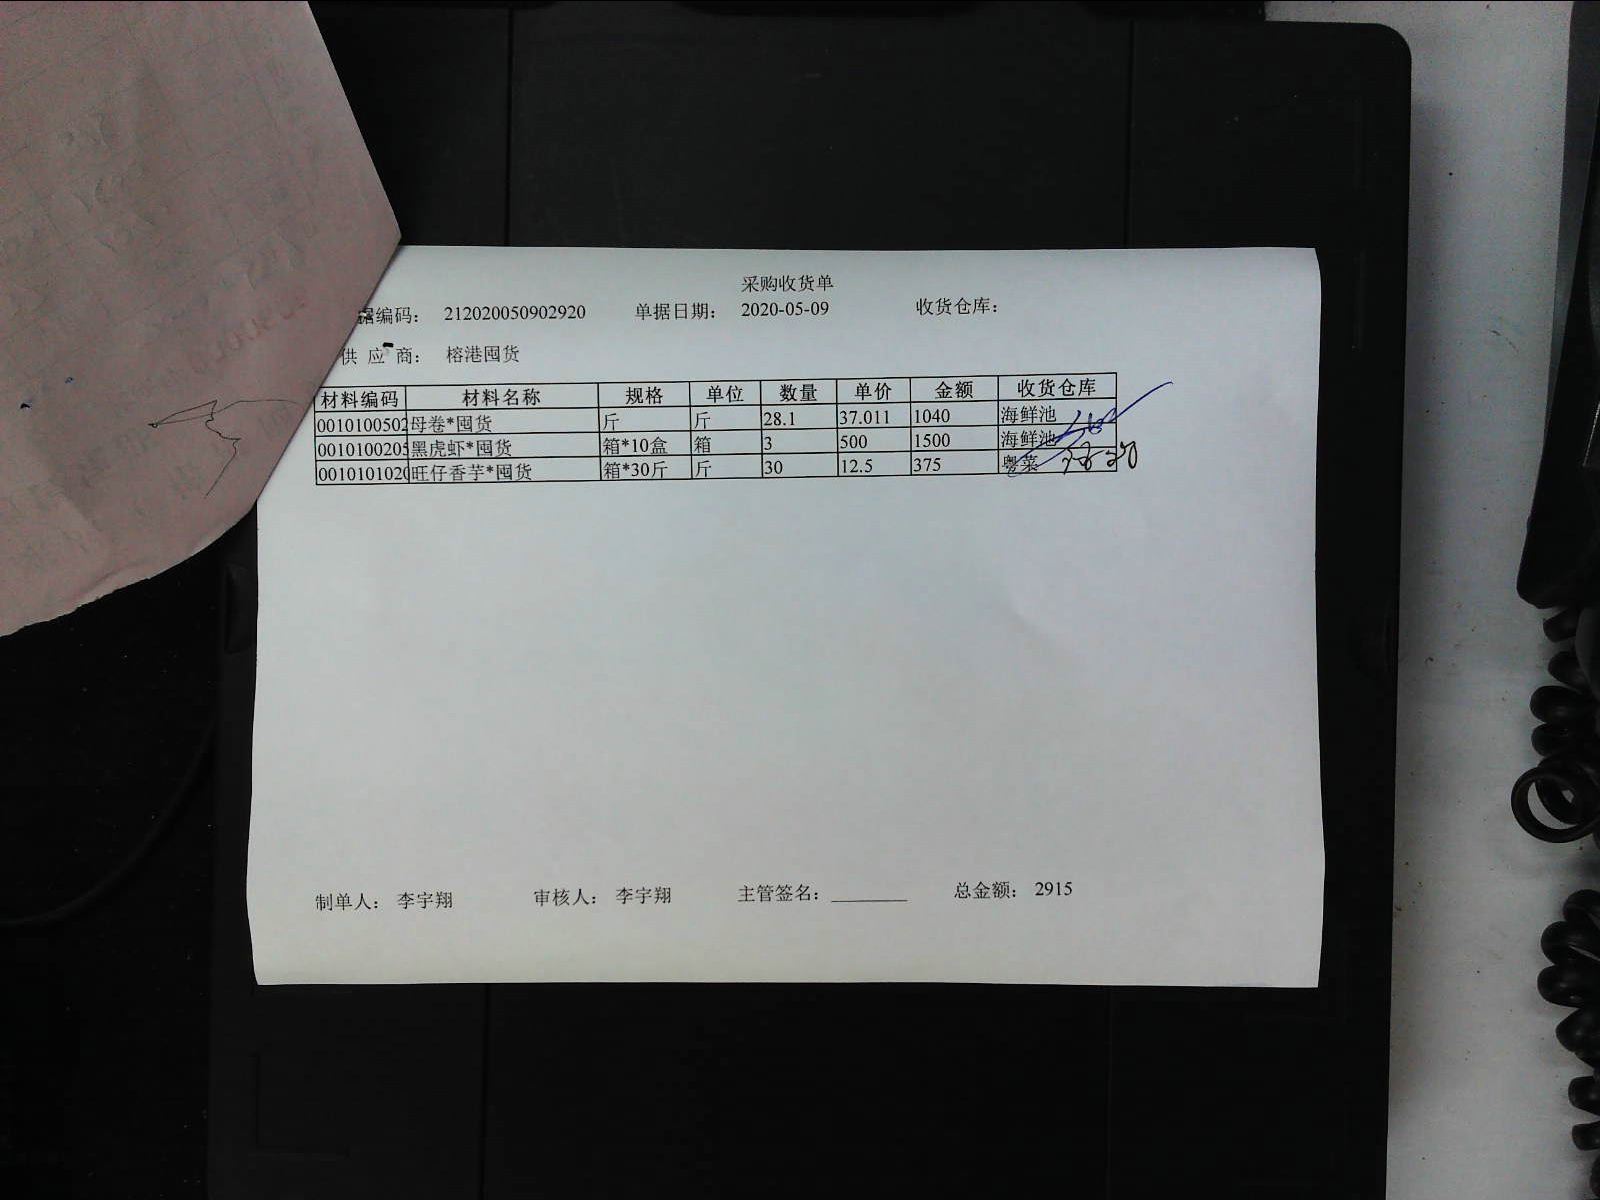 采购收货单
据编码： 212020050902920 单据日期： 2020-05-09 收货仓库：
供 应 商： 榕港囤货
材料编码 材料名称 规格 单位 数量 单价 金额 收货仓库
0010100502 母卷*囤货 斤 斤 28.1 37.011 1040 海鲜池
0010100205 黑虎虾*囤货 箱*10盒 箱 3 500 1500 海鲜池
0010101020 旺仔香芋*囤货 箱*30斤 斤 30 12.5 375 粤菜
制单人： 李宇翔 审核人： 李宇翔 主管签名：________ 总金额： 2915